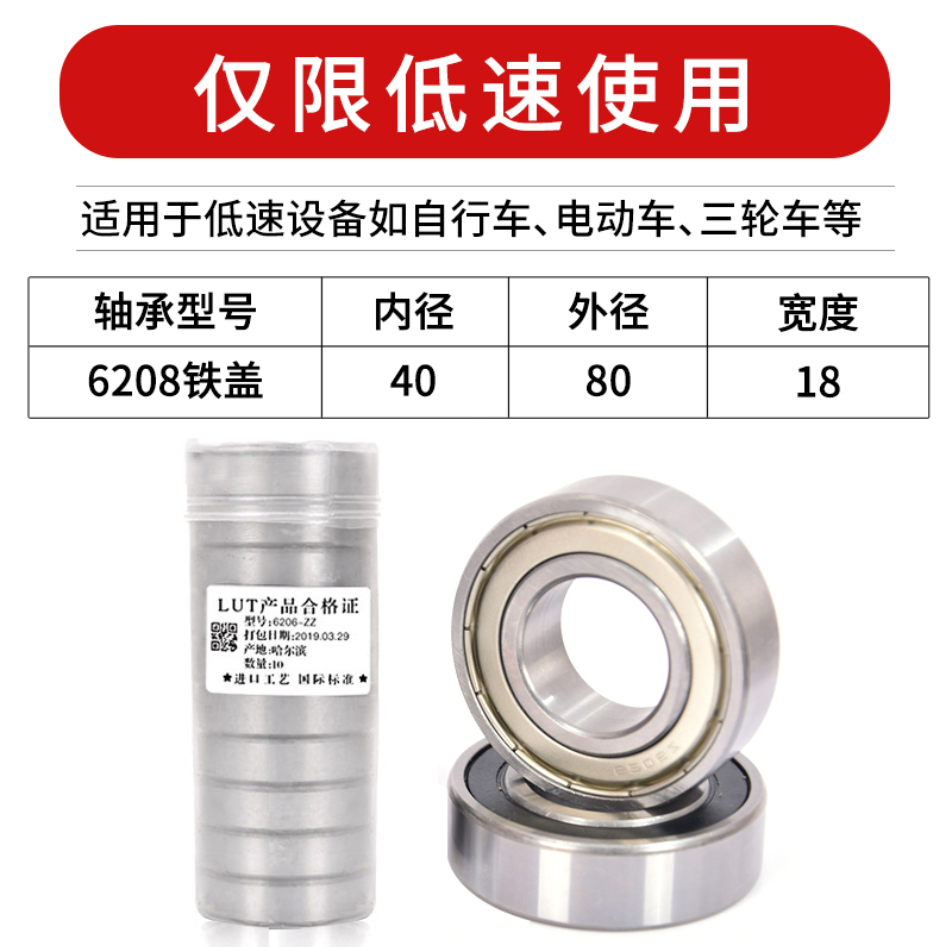 仅限低速使用
适用于低速设备如自行车、电动车、三轮车等
轴承型号 内径 外径 宽度
6208铁盖 40 80 18
LUT产品合格证
型号:6206-ZZ
打包日期:2019.03.29
产地:哈尔滨
数量:10
★进口工艺 国际标准★